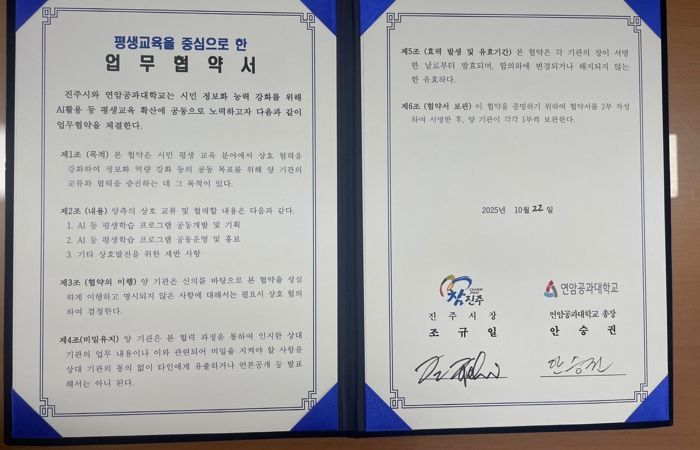 평생교육을 중심으로 한
업 무 협 약 서
진주시와 연암공과대학교는 시민 정보화 능력 강화를 위해
AI활용 등 평생교육 확산에 공동으로 노력하고자 다음과 같이
업무협약을 체결한다.
제1조 (목적) 본 협약은 시민 평생 교육 분야에서 상호 협력을
강화하여 정보화 역량 강화 등의 공동 목표를 위해 양 기관의
교류와 협력을 증진하는 데 그 목적이 있다.
제2조 (내용) 양측의 상호 교류 및 협력할 내용은 다음과 같다.
1. AI 등 평생학습 프로그램 공동개발 및 기획
2. AI 등 평생학습 프로그램 공동운영 및 홍보
3. 기타 상호발전을 위한 제반 사항
제3조 (협약의 이행) 양 기관은 신의를 바탕으로 본 협약을 성실
하게 이행하고 명시되지 않은 사항에 대해서는 필요시 상호 협의
하여 결정한다.
제4조(비밀유지) 양 기관은 본 협력 과정을 통하여 인지한 상대
기관의 업무 내용이나 이와 관련되어 비밀을 지켜야 할 사항을
상대 기관의 동의 없이 타인에게 유출하거나 언론공개 등 발표
해서는 아니 된다.
제5조 (효력 발생 및 유효기간) 본 협약은 각 기관의 장이 서명
한 날로부터 발효되며, 합의하에 변경되거나 해지되지 않는
한 유효하다.
제6조 (협약서 보관) 이 협약을 증명하기 위하여 협약서를 2부 작성
하여 서명한 후, 양 기관이 각각 1부씩 보관한다.
2025년 10월 22일
참진주
진 주 시 장
조 규 일
연암공과대학교
연암공과대학교 총장
안 승 권
안승권